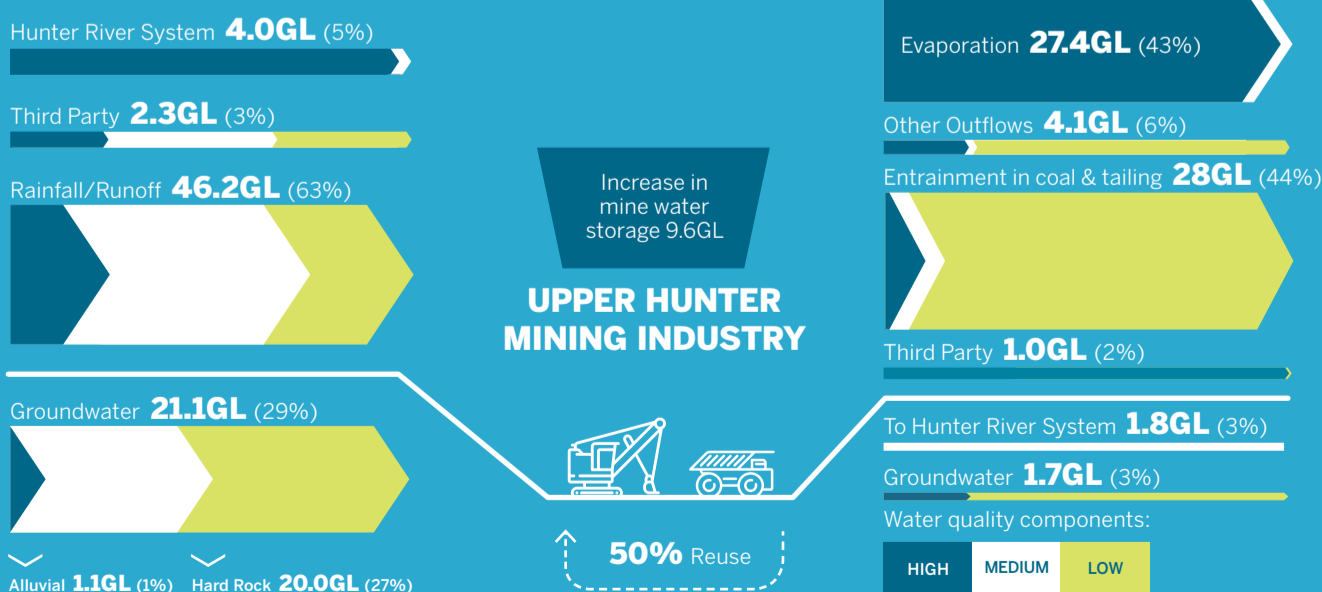 Hunter River System 4.0GL (5%)
Third Party 2.3GL (3%)
Rainfall/Runoff 46.2GL (63%)
Groundwater 21.1GL (29%)
Alluvial 1.1GL (1%) Hard Rock 20.0GL (27%)
Increase in
mine water
storage 9.6GL
UPPER HUNTER
MINING INDUSTRY
50% Reuse
Evaporation 27.4GL (43%)
Other Outflows 4.1GL (6%)
Entrainment in coal & tailing 28GL (44%)
Third Party 1.0GL (2%)
To Hunter River System 1.8GL (3%)
Groundwater 1.7GL (3%)
Water quality components:
HIGH MEDIUM LOW